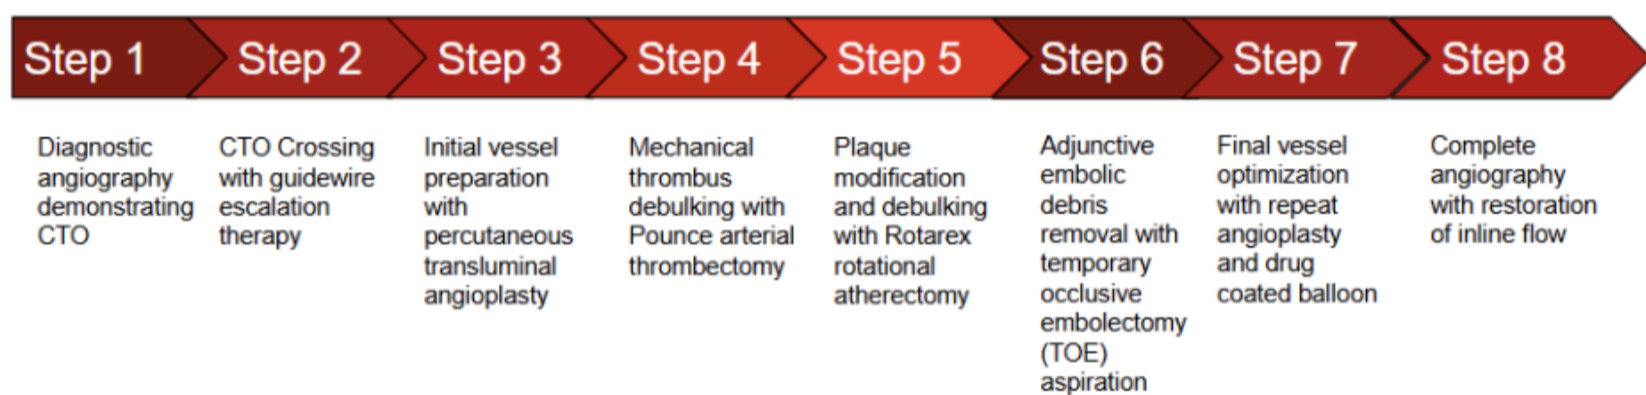 Step 1
Step 2
Step 3
Step 4
Step 5
Step 6
Step 7
Step 8
Diagnostic
angiography
demonstrating
CTO
CTO Crossing
with guidewire
escalation
therapy
Initial vessel
preparation
with
percutaneous
transluminal
angioplasty
Mechanical
thrombus
debulking with
Pounce arterial
thrombectomy
Plaque
modification
and debulking
with Rotarex
rotational
atherectomy
Adjunctive
embolic
debris
removal with
temporary
occlusive
embolectomy
(TOE)
aspiration
Final vessel
optimization
with repeat
angioplasty
and drug
coated balloon
Complete
angiography
with restoration
of inline flow